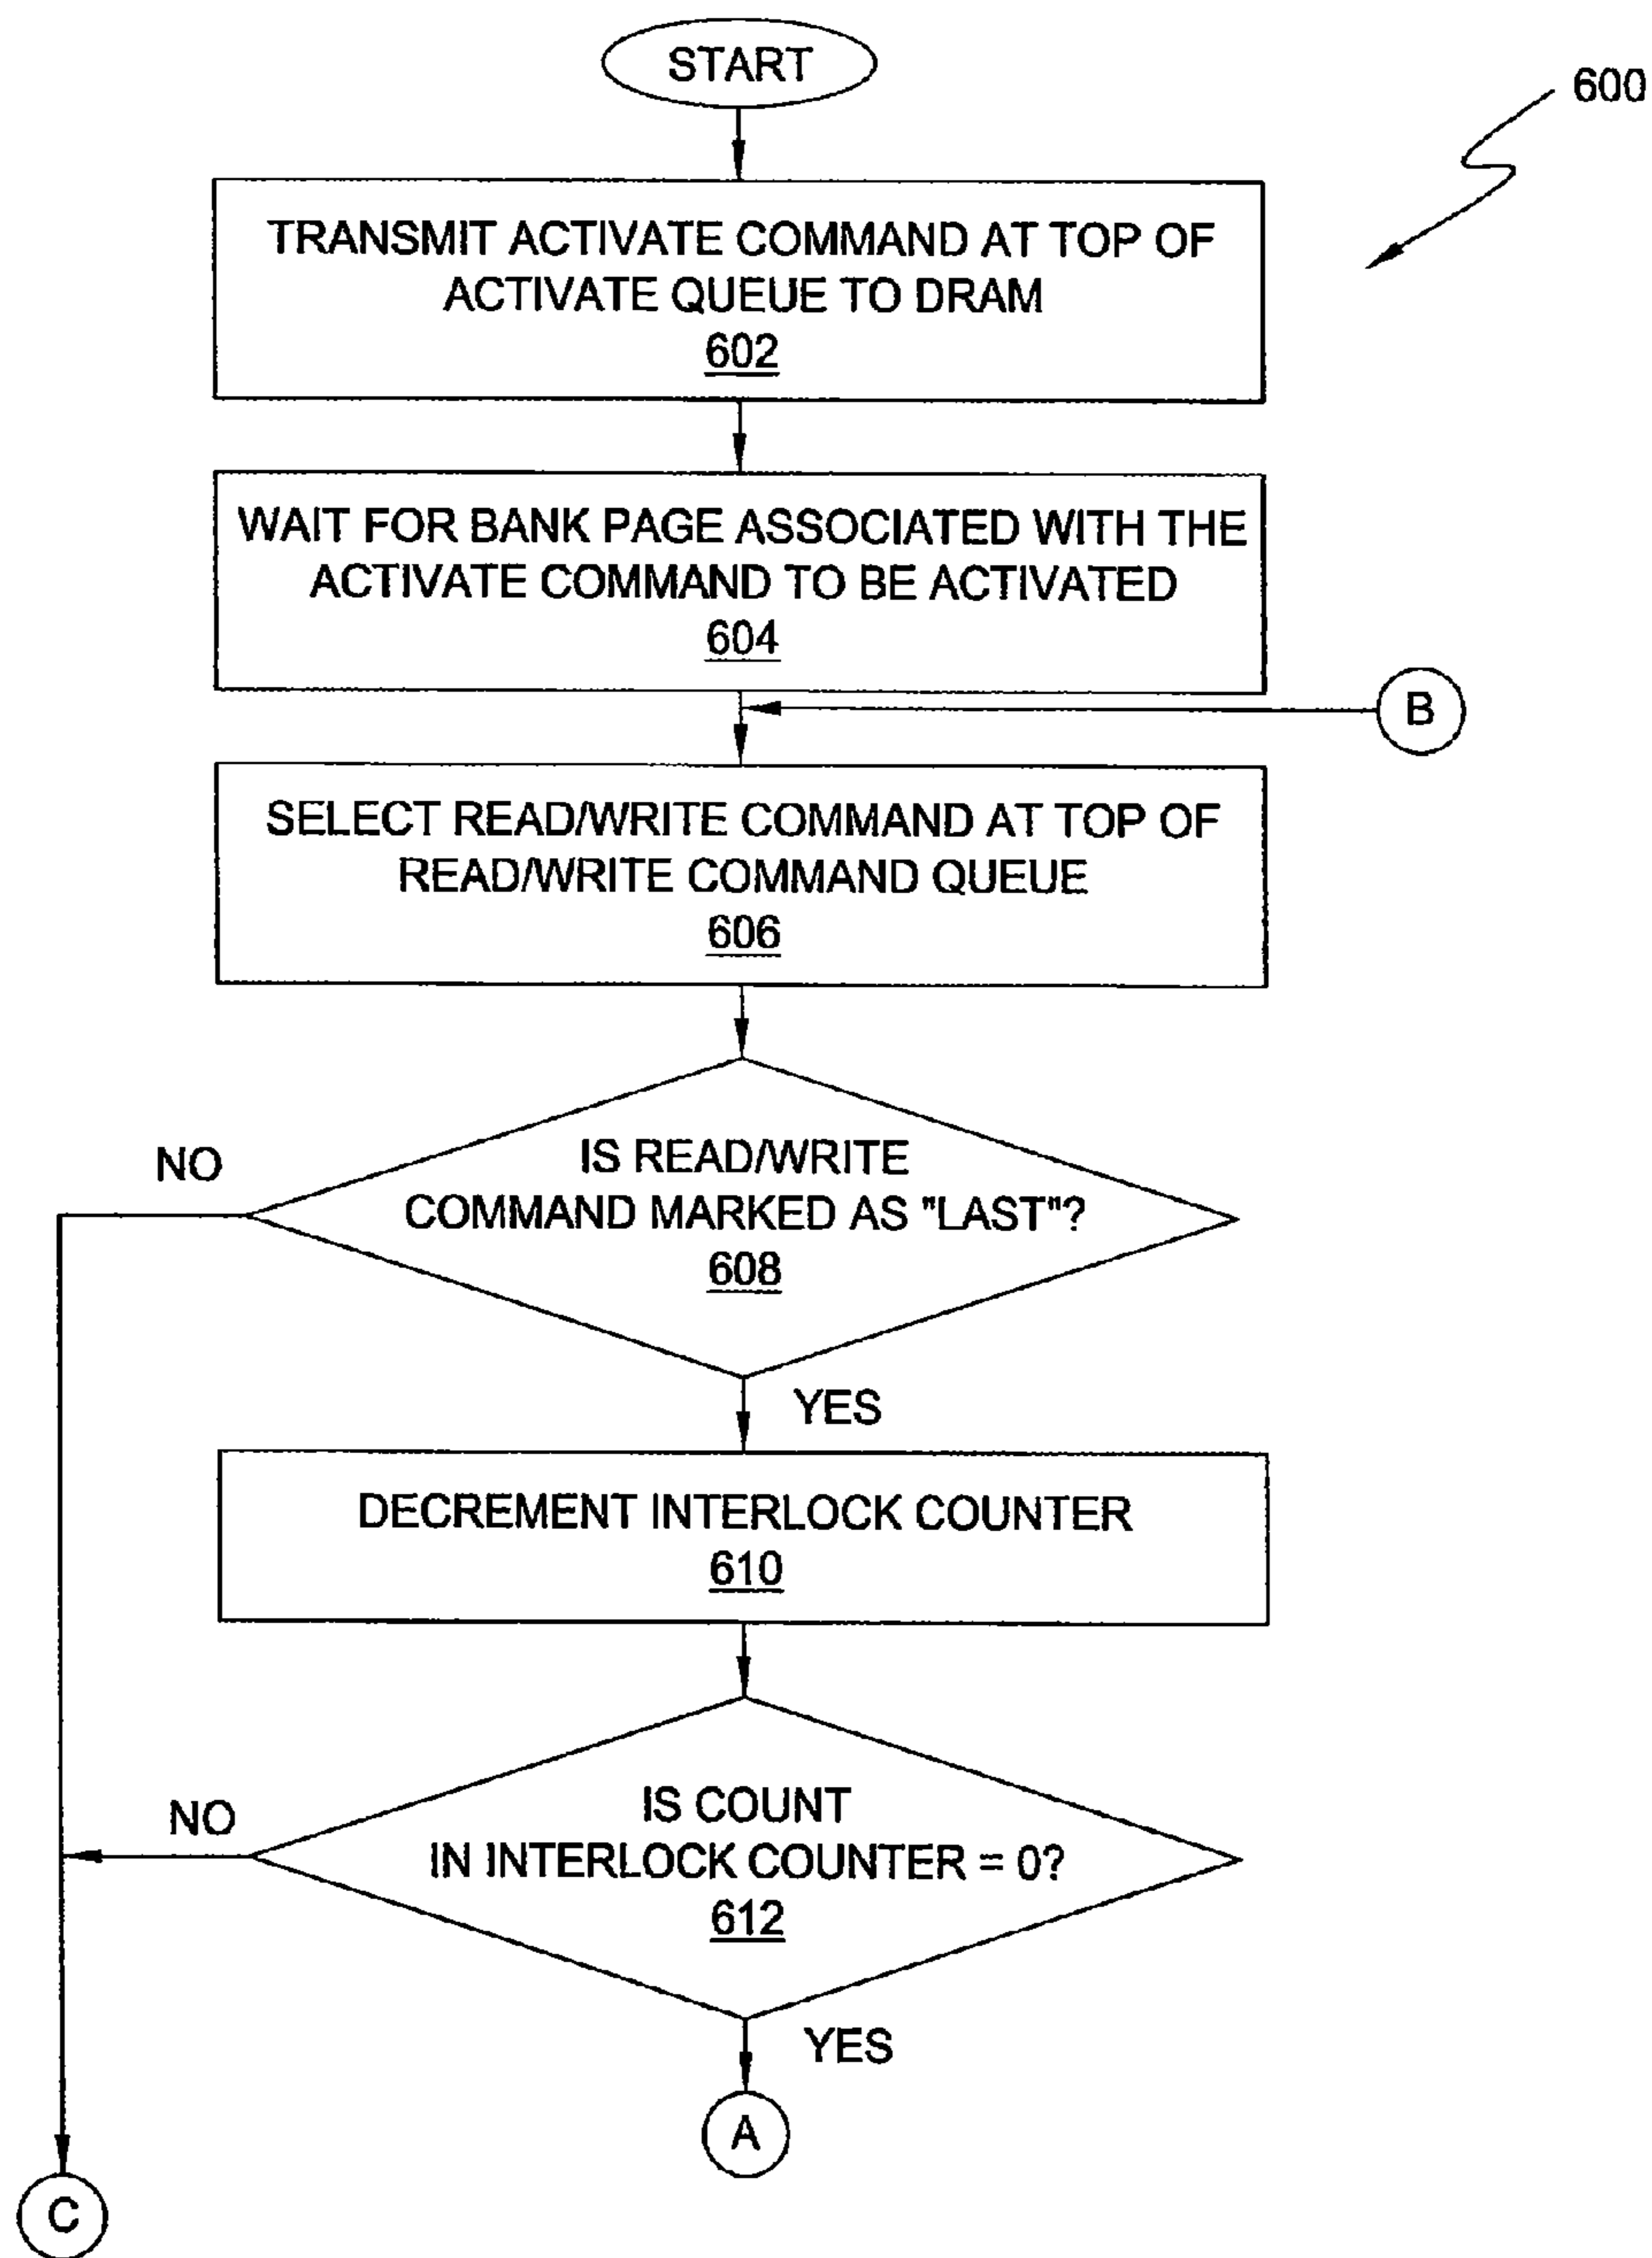 START
600
TRANSMIT ACTIVATE COMMAND AT TOP OF
ACTIVATE QUEUE TO DRAM
602
WAIT FOR BANK PAGE ASSOCIATED WITH THE
ACTIVATE COMMAND TO BE ACTIVATED
604
B
SELECT READ/WRITE COMMAND AT TOP OF
READ/WRITE COMMAND QUEUE
606
NO
IS READ/WRITE
COMMAND MARKED AS "LAST"?
608
YES
DECREMENT INTERLOCK COUNTER
610
NO
IS COUNT
IN INTERLOCK COUNTER = 0?
612
YES
A
C